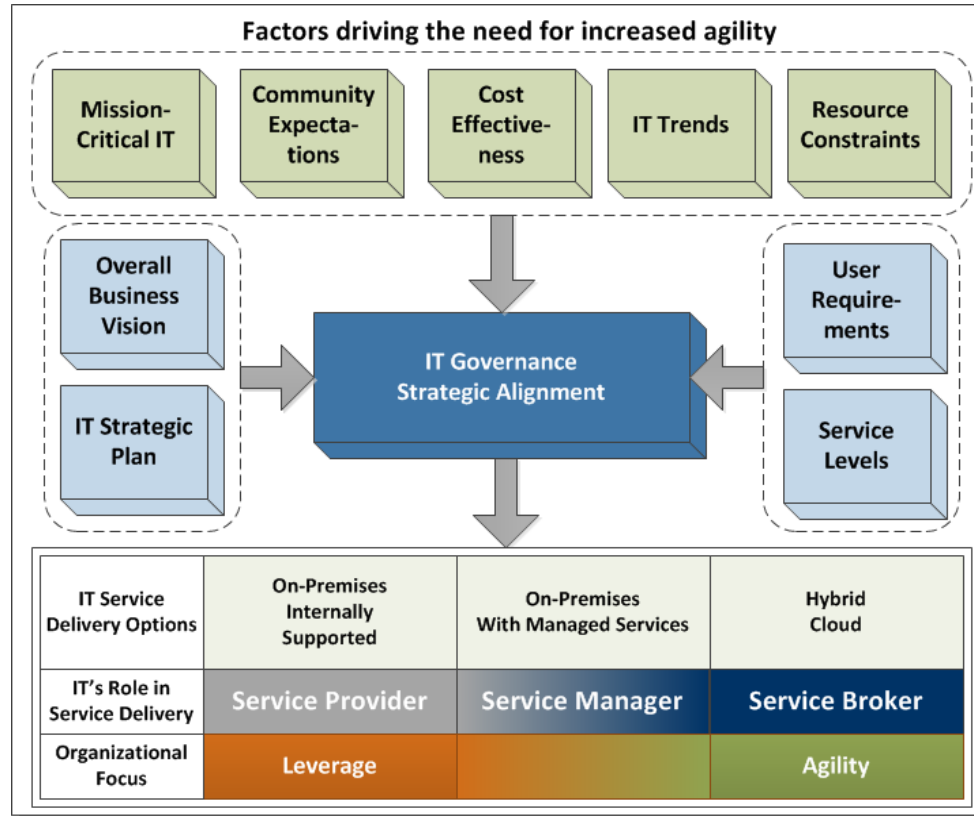 Factors driving the need for increased agility
Mission-
Critical IT
Community
Expecta-
tions
Cost
Effective-
ness
IT Trends
Resource
Constraints
Overall
Business
Vision
IT Strategic
Plan
IT Governance
Strategic Alignment
User
Require-
ments
Service
Levels
IT Service
Delivery Options
On-Premises
Internally
Supported
On-Premises
With Managed Services
Hybrid
Cloud
IT's Role in
Service Delivery
Service Provider
Service Manager
Service Broker
Organizational
Focus
Leverage
Agility